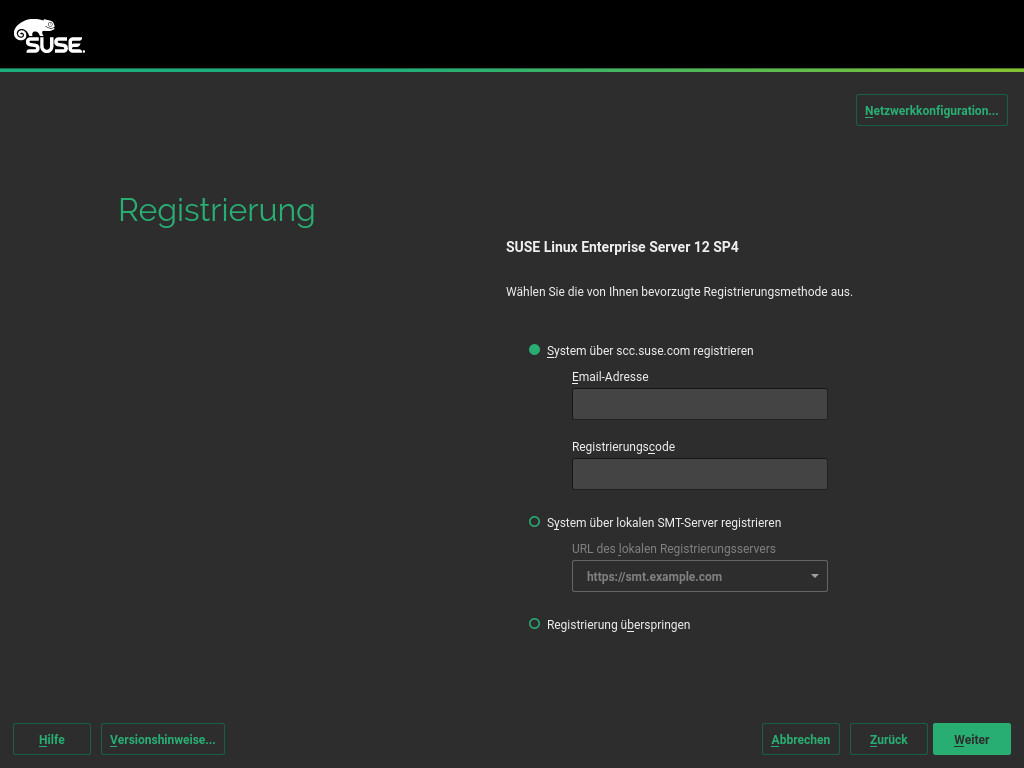 SUSE.
Netzwerkkonfiguration...
Registrierung
SUSE Linux Enterprise Server 12 SP4
Wählen Sie die von Ihnen bevorzugte Registrierungsmethode aus.
System über scc.suse.com registrieren
Email-Adresse
Registrierungscode
System über lokalen SMT-Server registrieren
URL des lokalen Registrierungsservers
https://smt.example.com
Registrierung überspringen
Hilfe
Versionshinweise...
Abbrechen
Zurück
Weiter